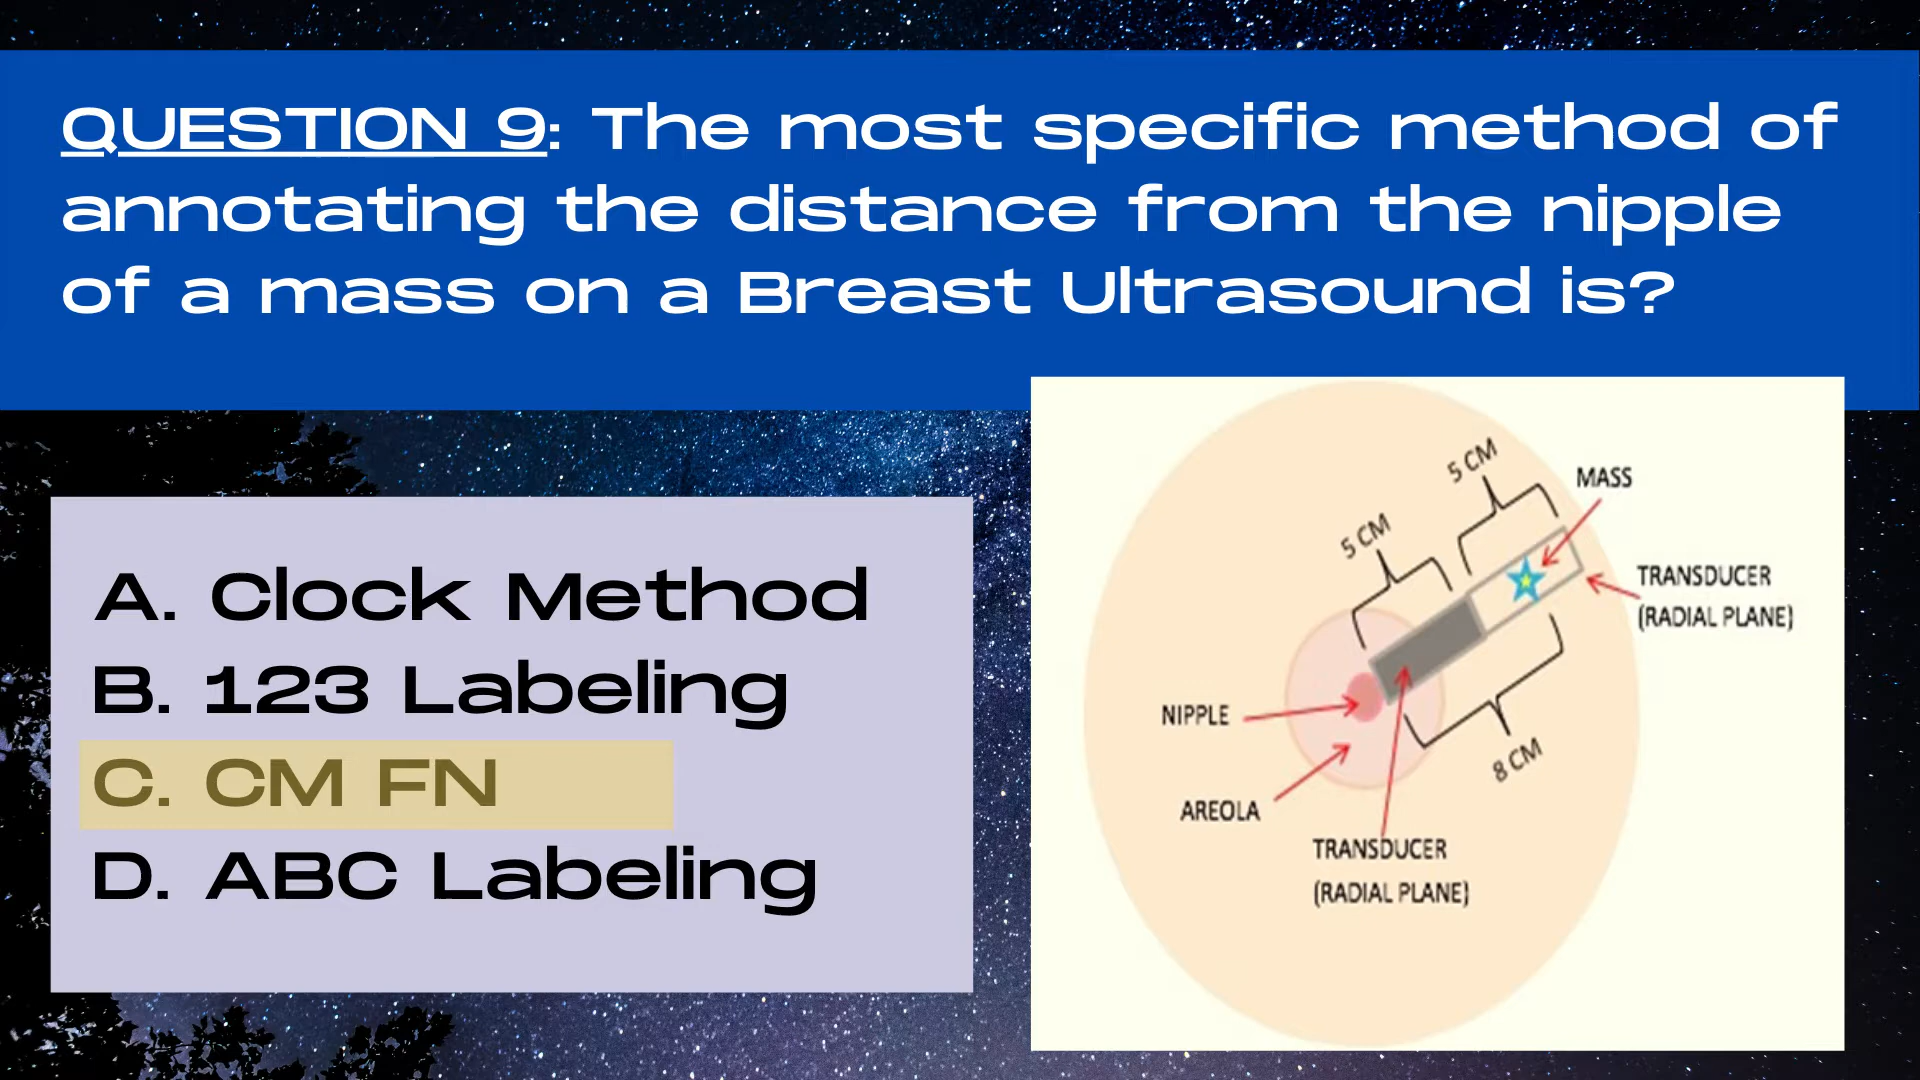 QUESTION 9: The most specific method of
annotating the distance from the nipple
of a mass on a Breast Ultrasound is?
A. Clock Method
B. 123 Labeling
C. CM FN
D. ABC Labeling
5 CM
MASS
5 CM
TRANSDUCER
(RADIAL PLANE)
NIPPLE
8 CM
AREOLA
TRANSDUCER
(RADIAL PLANE)